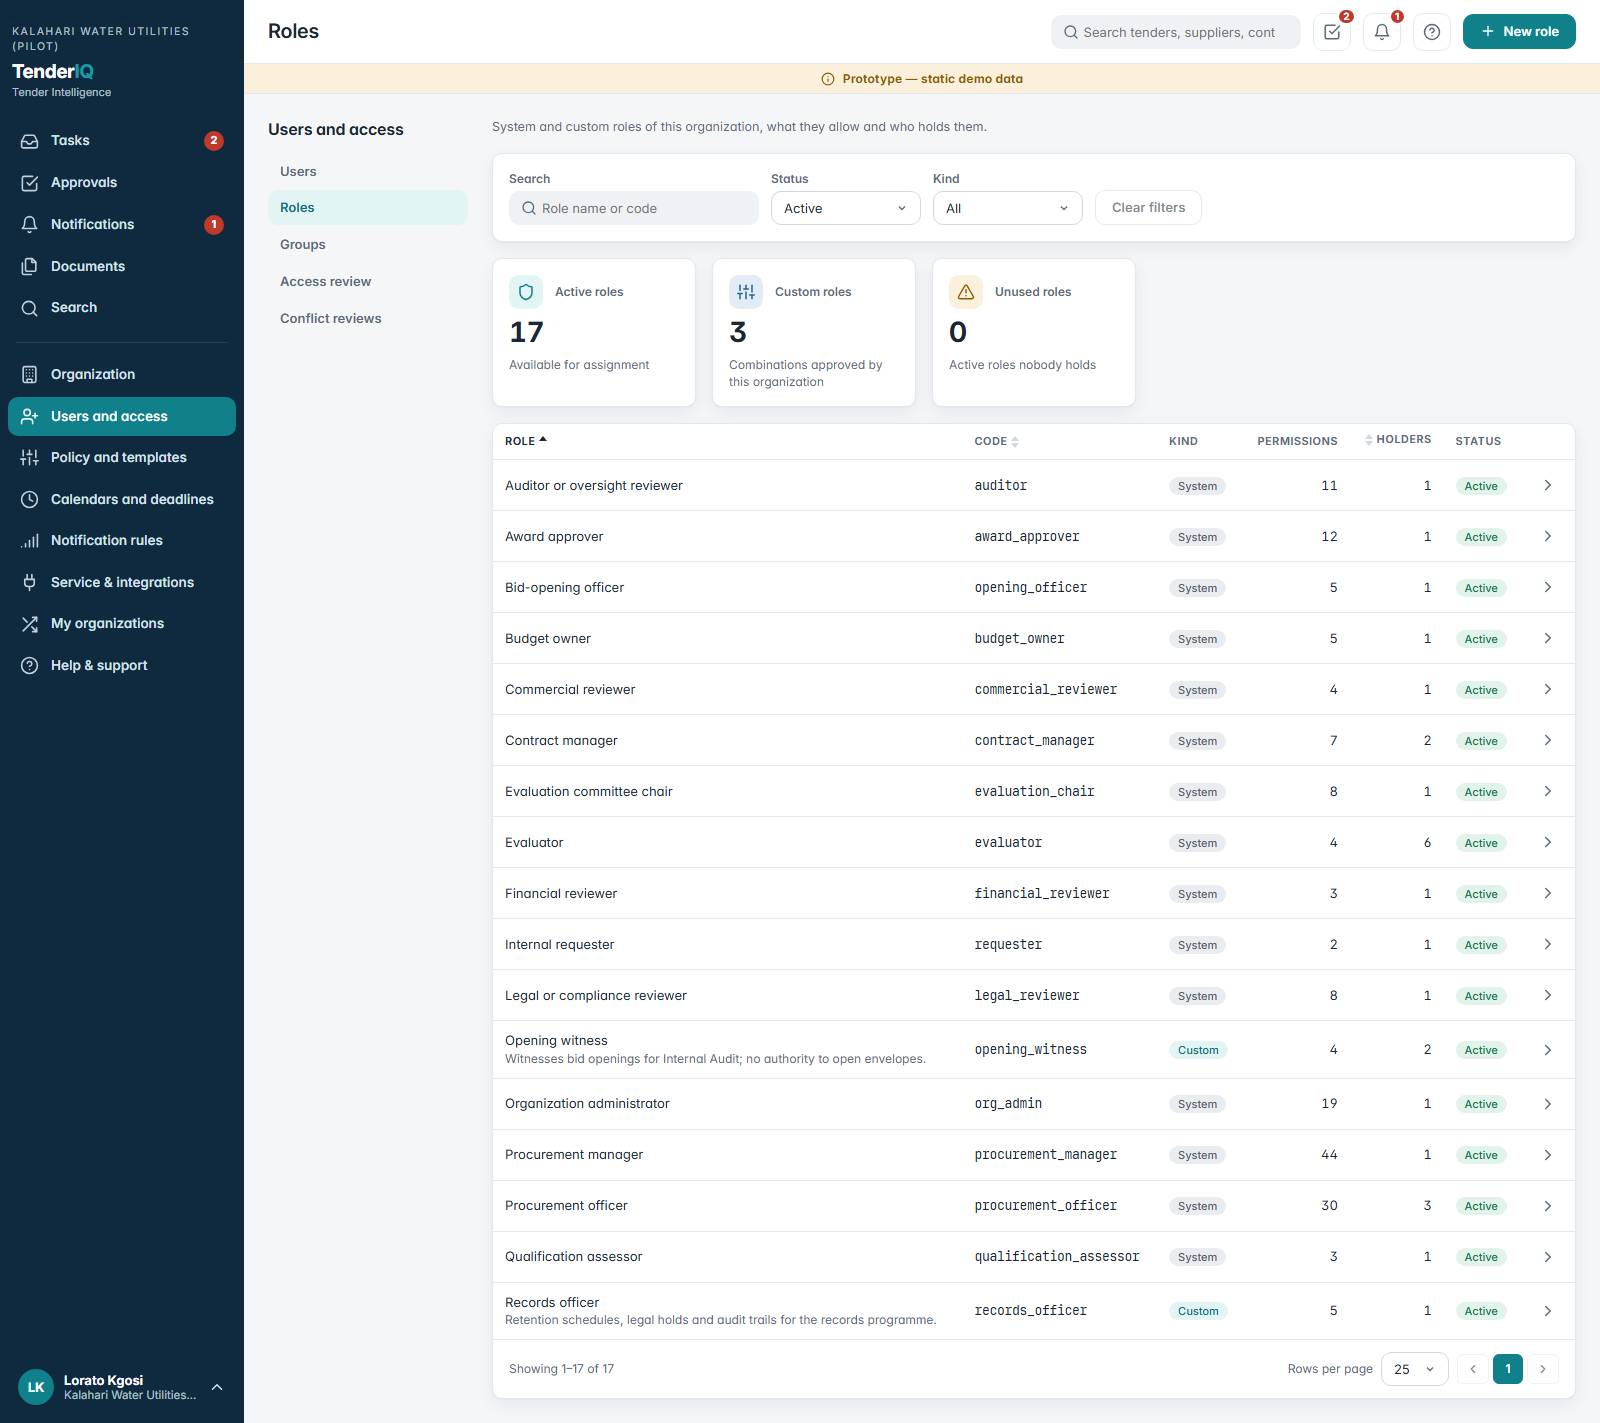 KALAHARI WATER UTILITIES
(PILOT)
TenderIQ
Tender Intelligence
Tasks 2
Approvals
Notifications 1
Documents
Search
Organization
Users and access
Policy and templates
Calendars and deadlines
Notification rules
Service & integrations
My organizations
Help & support
LK
Lorato Kgosi
Kalahari Water Utilities...
Roles
Search tenders, suppliers, cont
2
1
New role
Prototype — static demo data
Users and access
Users
Roles
Groups
Access review
Conflict reviews
System and custom roles of this organization, what they allow and who holds them.
Search Status Kind
Role name or code Active All Clear filters
Active roles
17
Available for assignment
Custom roles
3
Combinations approved by
this organization
Unused roles
0
Active roles nobody holds
ROLE CODE KIND PERMISSIONS HOLDERS STATUS
Auditor or oversight reviewer auditor System 11 1 Active
Award approver award_approver System 12 1 Active
Bid-opening officer opening_officer System 5 1 Active
Budget owner budget_owner System 5 1 Active
Commercial reviewer commercial_reviewer System 4 1 Active
Contract manager contract_manager System 7 2 Active
Evaluation committee chair evaluation_chair System 8 1 Active
Evaluator evaluator System 4 6 Active
Financial reviewer financial_reviewer System 3 1 Active
Internal requester requester System 2 1 Active
Legal or compliance reviewer legal_reviewer System 8 1 Active
Opening witness opening_witness Custom 4 2 Active
Witnesses bid openings for Internal Audit; no authority to open envelopes.
Organization administrator org_admin System 19 1 Active
Procurement manager procurement_manager System 44 1 Active
Procurement officer procurement_officer System 30 3 Active
Qualification assessor qualification_assessor System 3 1 Active
Records officer records_officer Custom 5 1 Active
Retention schedules, legal holds and audit trails for the records programme.
Showing 1–17 of 17 Rows per page 25 1